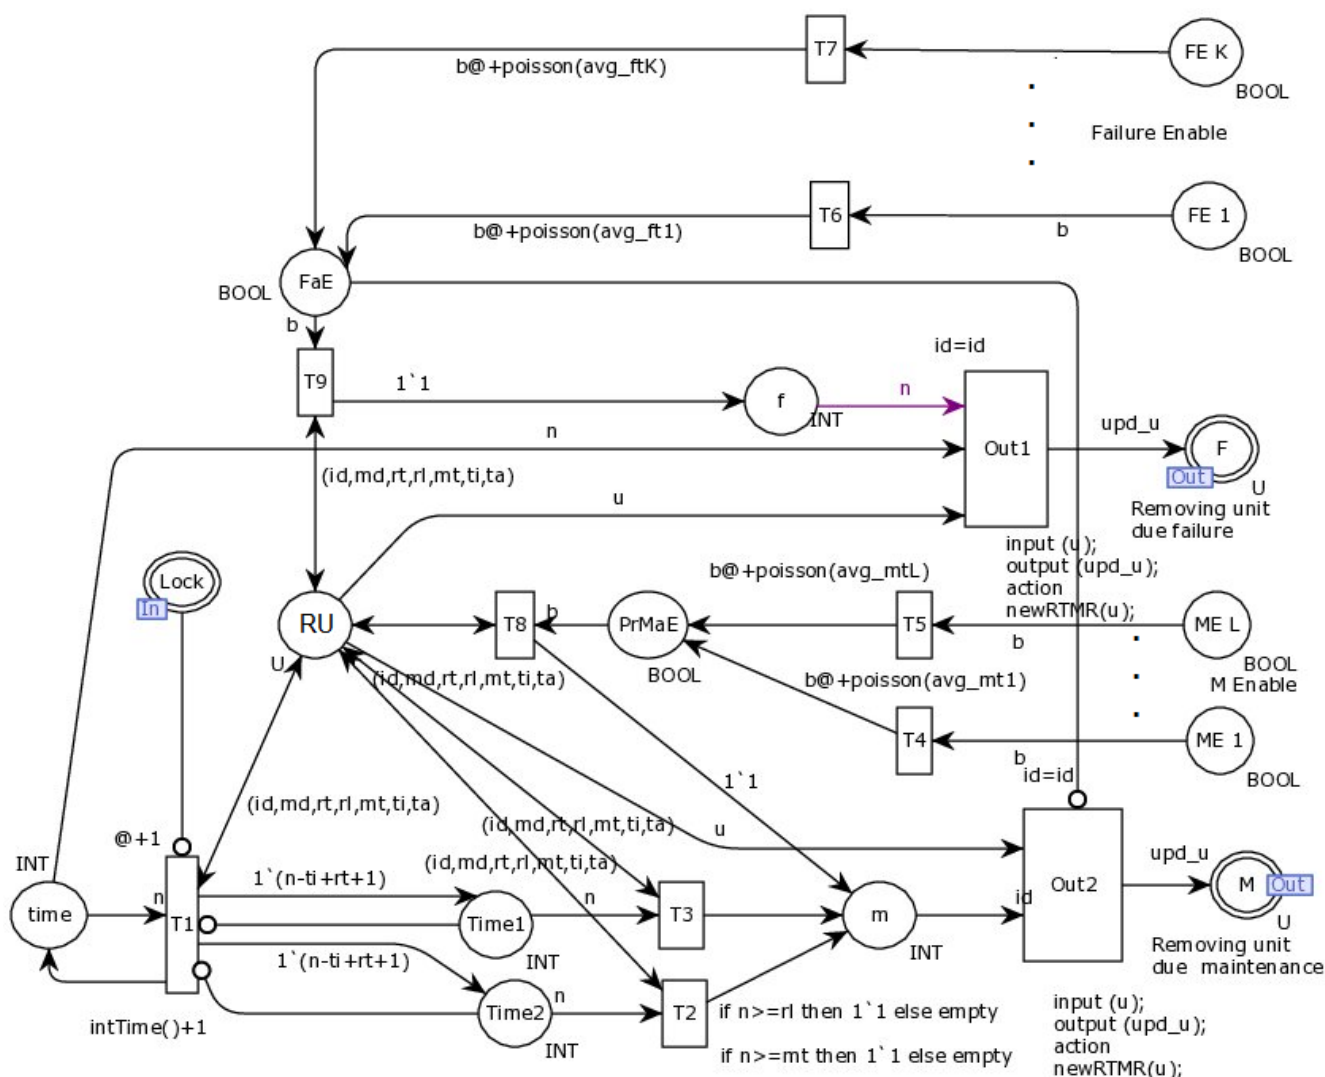 T7
FE K
b@+poisson(avg_ftK)
BOOL
Failure Enable
T6
FE 1
b@+poisson(avg_ft1)
b
BOOL
FaE
BOOL
b
id=id
T9
1`1
f
n
INT
n
Out1
upd_u
F
Out
U
(id,md,rt,rl,mt,ti,ta)
u
Removing unit
due failure
input (u);
output (upd_u);
action
newRTMR(u);
Lock
In
b@+poisson(avg_mtL)
RU
U
T8
b
PrMaE
BOOL
T5
b
ME L
BOOL
M Enable
(id,md,rt,rl,mt,ti,ta)
b@+poisson(avg_mt1)
T4
b
ME 1
BOOL
id=id
1`1
(id,md,rt,rl,mt,ti,ta)
(id,md,rt,rl,mt,ti,ta)
u
@+1
INT
(id,md,rt,rl,mt,ti,ta)
upd_u
1`(n-ti+rt+1)
n
time
n
T1
Time1
INT
T3
m
INT
id
Out2
M
Out
U
1`(n-ti+rt+1)
Removing unit
due maintenance
Time2
INT
n
T2
if n>=rl then 1`1 else empty
intTime()+1
if n>=mt then 1`1 else empty
input (u);
output (upd_u);
action
newRTMR(u);